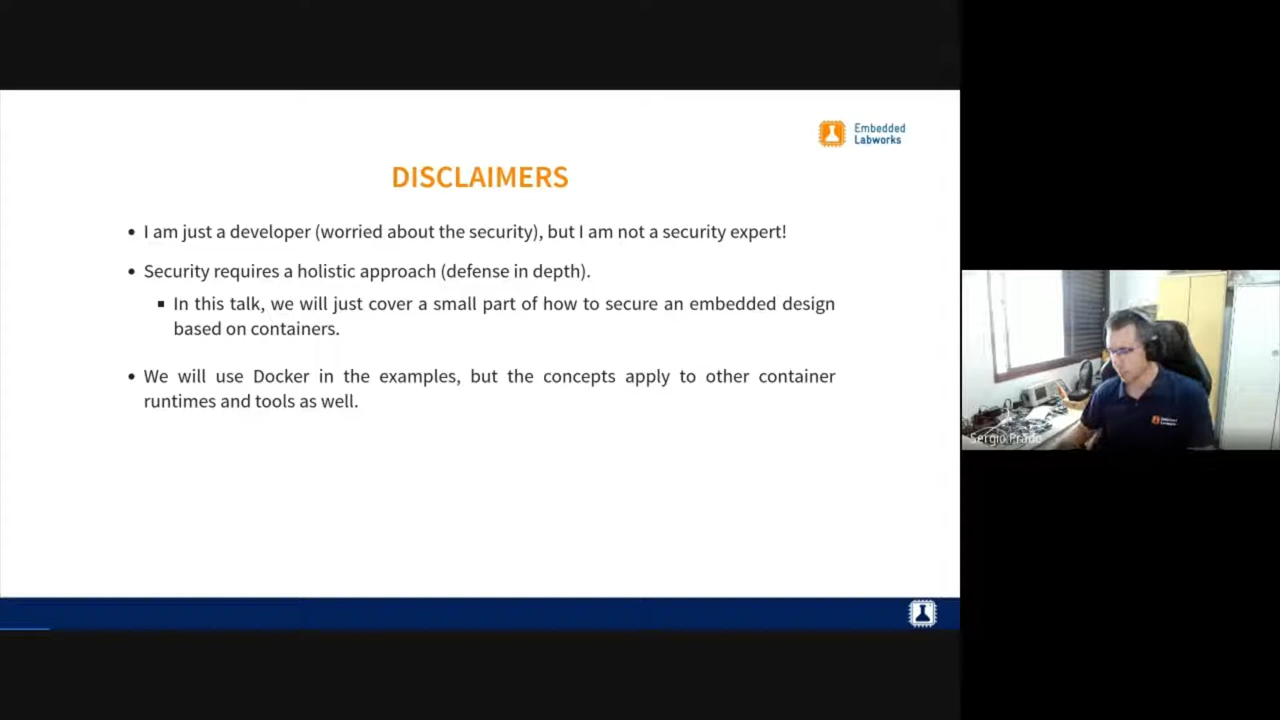 Embedded
Labworks
DISCLAIMERS
• I am just a developer (worried about the security), but I am not a security expert!
• Security requires a holistic approach (defense in depth).
▪ In this talk, we will just cover a small part of how to secure an embedded design
based on containers.
• We will use Docker in the examples, but the concepts apply to other container
runtimes and tools as well.
Sergio Prado
Embedded
Labworks